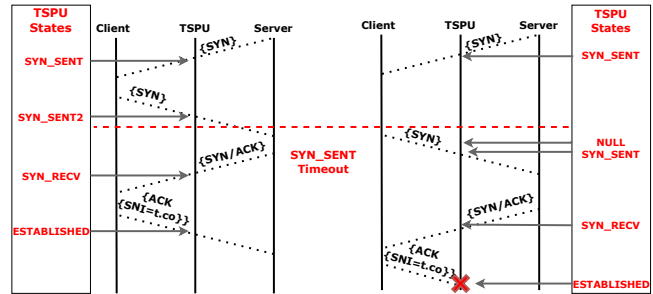 TSPU
States
Client
TSPU
Server
{SYN}
SYN_SENT
{SYN}
SYN_SENT2
{SYN/ACK}
SYN_RECV
{ACK
{SNI=t.co}}
ESTABLISHED
SYN_SENT
Timeout
Client
TSPU
Server
TSPU
States
{SYN}
SYN_SENT
{SYN}
NULL
SYN_SENT
{SYN/ACK}
SYN_RECV
{ACK
{SNI=t.co}}
ESTABLISHED